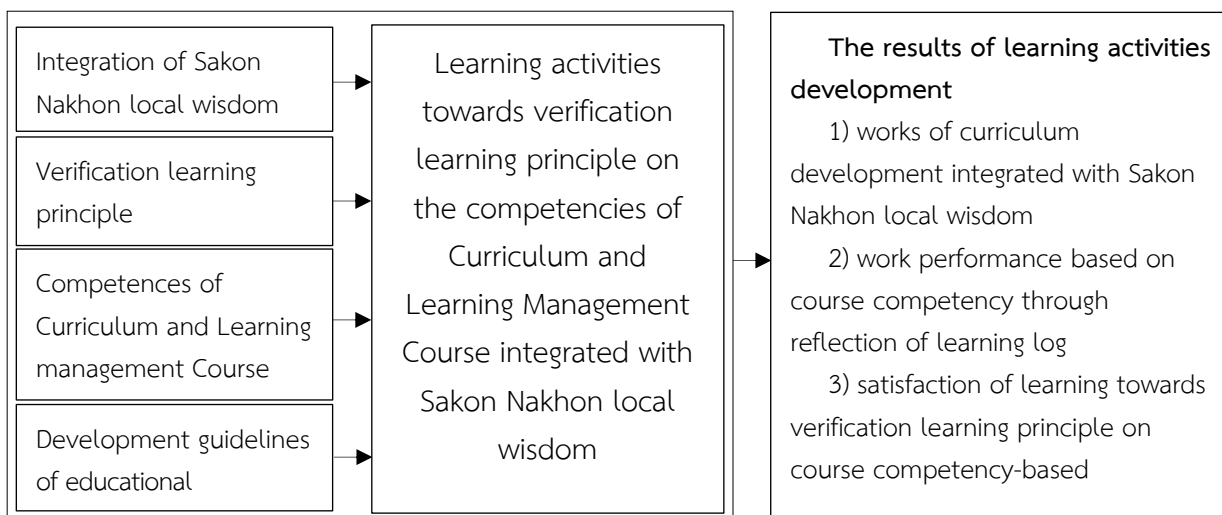 Integration of Sakon
Nakhon local wisdom
Verification learning
principle
Competences of
Curriculum and Learning
management Course
Development guidelines
of educational
Learning activities
towards verification
learning principle on
the competencies of
Curriculum and
Learning Management
Course integrated with
Sakon Nakhon local
wisdom
The results of learning activities
development
1) works of curriculum
development integrated with Sakon
Nakhon local wisdom
2) work performance based on
course competency through
reflection of learning log
3) satisfaction of learning towards
verification learning principle on
course competency-based